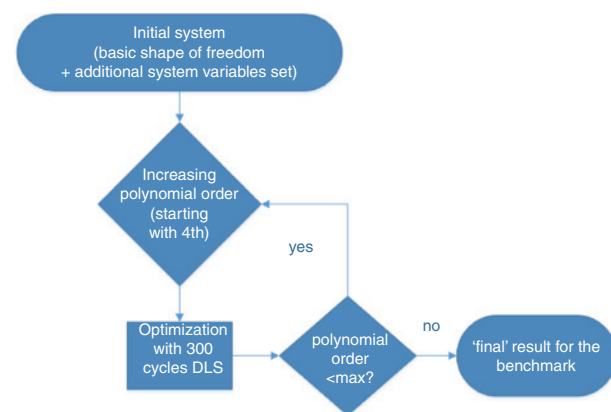 Initial system
(basic shape of freedom
+ additional system variables set)
Increasing
polynomial order
(starting
with 4th)
yes
Optimization
with 300
cycles DLS
polynomial
order
<max?
no
‘final’ result for the
benchmark